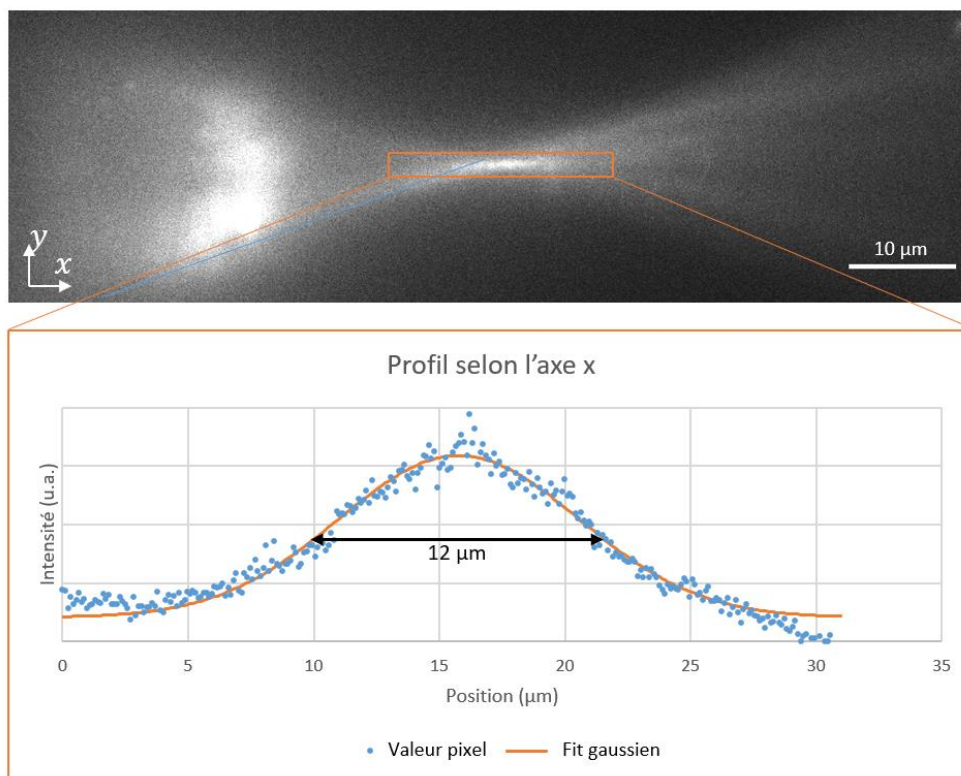 y
x
10 µm
Profil selon l'axe x
Intensité (u.a.)
12 µm
0 5 10 15 20 25 30 35
Position (µm)
Valeur pixel Fit gaussien